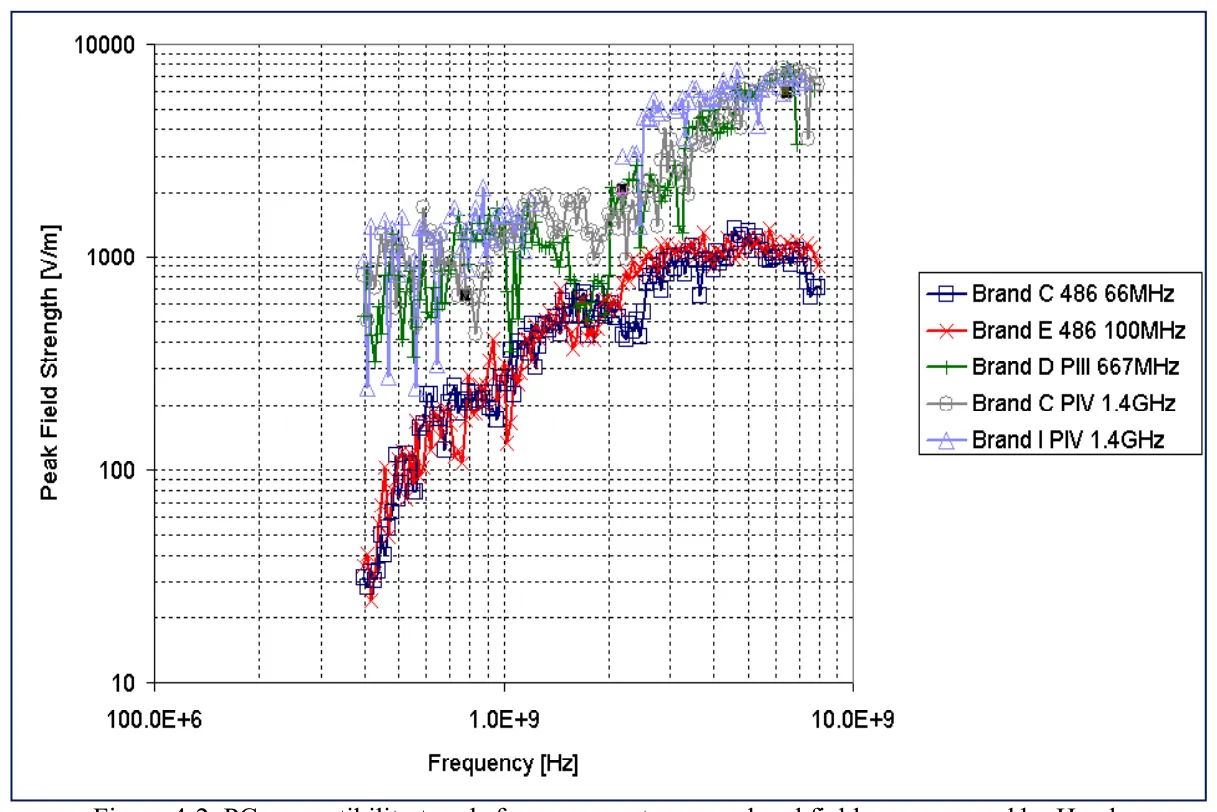 10000
1000
100
10
Peak Field Strength [V/m]
100.0E+6
1.0E+9
10.0E+9
Frequency [Hz]
Brand C 486 66MHz
Brand E 486 100MHz
Brand D PIII 667MHz
Brand C PIV 1.4GHz
Brand I PIV 1.4GHz